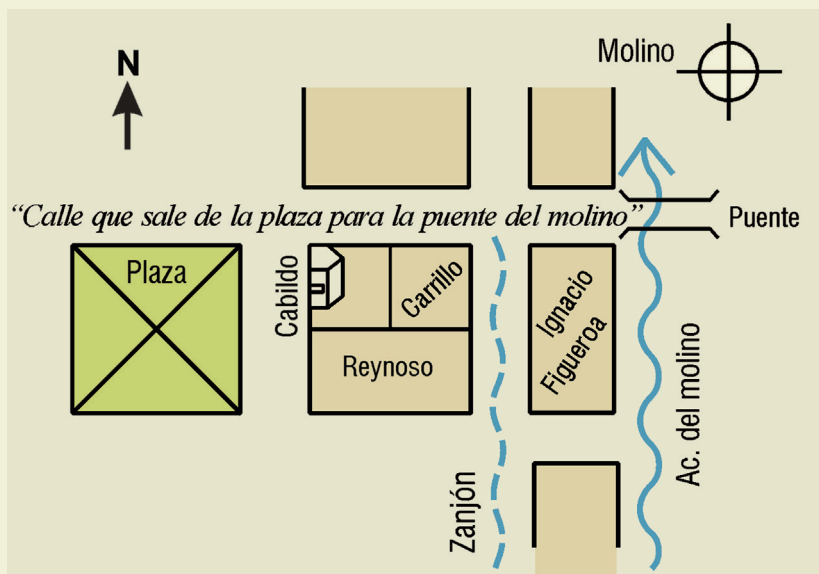 N
Molino
“Calle que sale de la plaza para la puente del molino”
Puente
Plaza
Cabildo
Carrillo
Reynoso
Ignacio
Figueroa
Zanjón
Ac. del molino